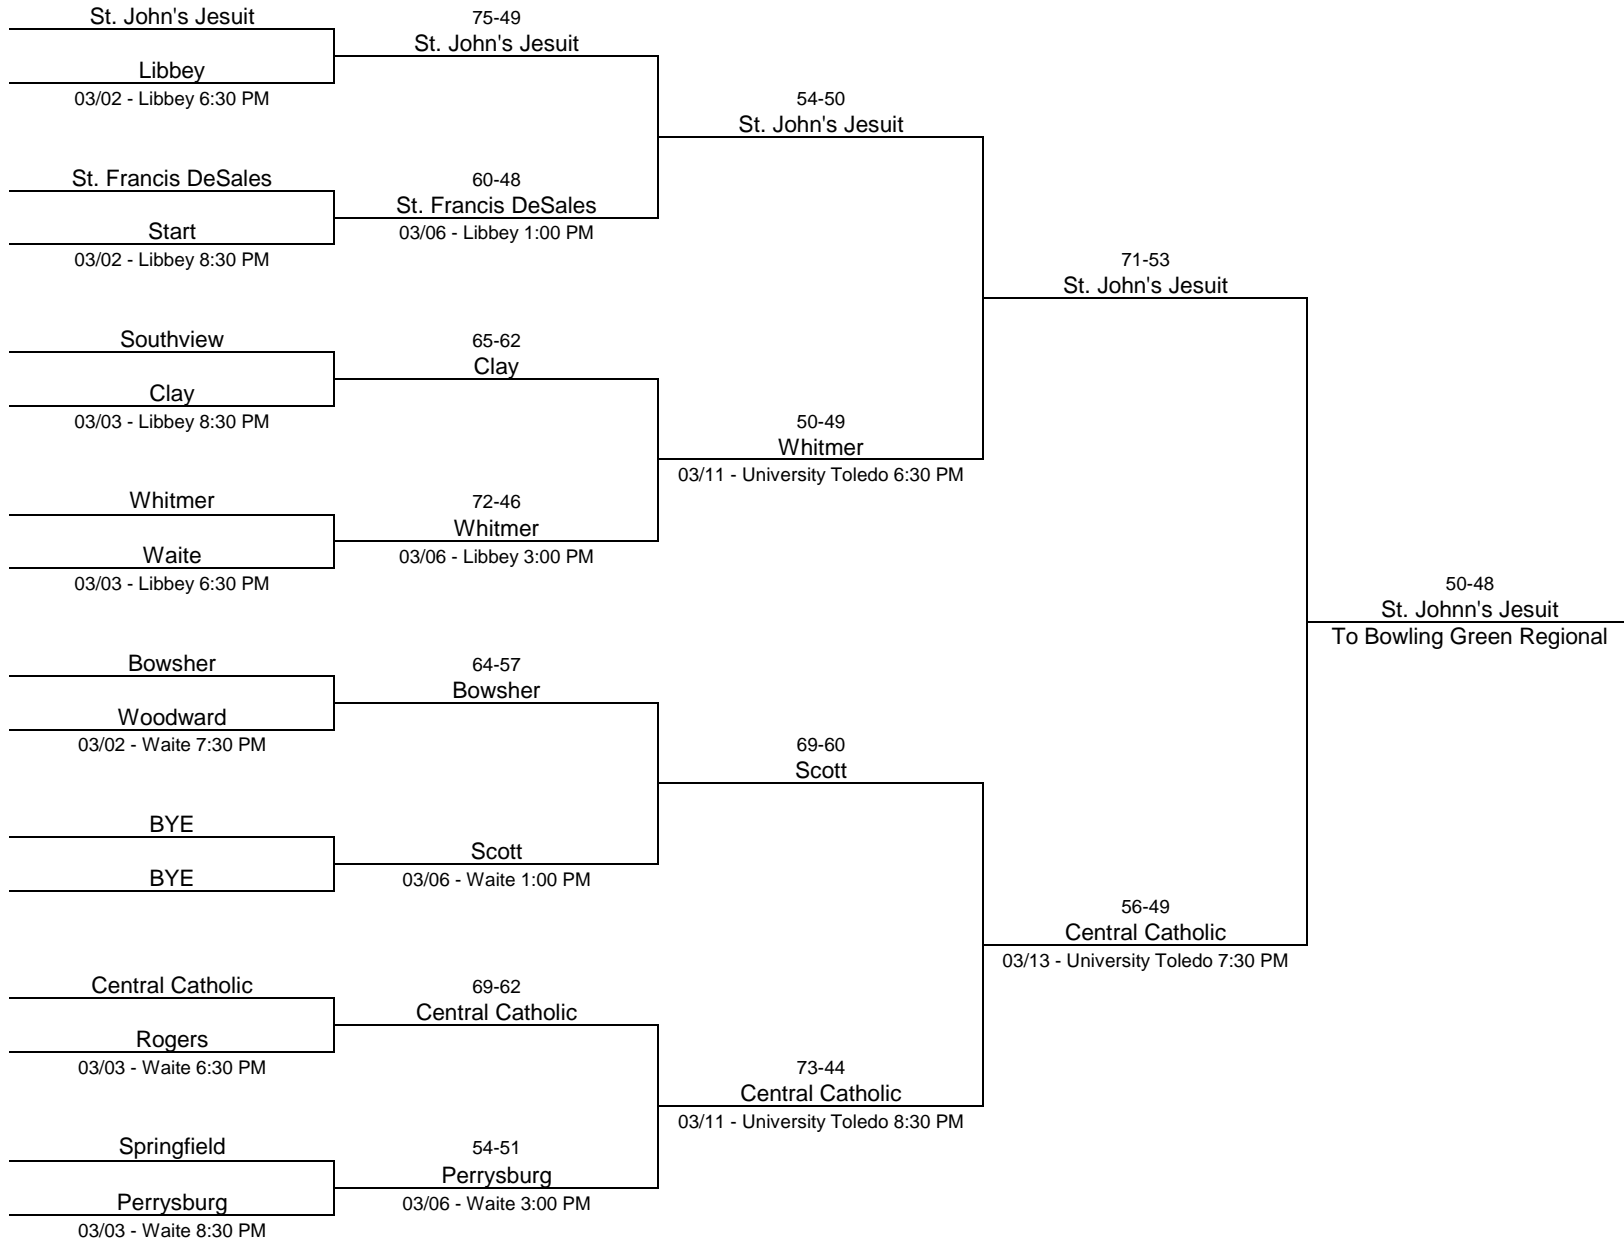 St. John's Jesuit
Libbey
03/02 - Libbey 6:30 PM
St. Francis DeSales
Start
03/02 - Libbey 8:30 PM
Southview
Clay
03/03 - Libbey 8:30 PM
Whitmer
Waite
03/03 - Libbey 6:30 PM
Bowsher
Woodward
03/02 - Waite 7:30 PM
BYE
BYE
Central Catholic
Rogers
03/03 - Waite 6:30 PM
Springfield
Perrysburg
03/03 - Waite 8:30 PM
75-49
St. John's Jesuit
60-48
St. Francis DeSales
03/06 - Libbey 1:00 PM
65-62
Clay
72-46
Whitmer
03/06 - Libbey 3:00 PM
64-57
Bowsher
Scott
03/06 - Waite 1:00 PM
69-62
Central Catholic
54-51
Perrysburg
03/06 - Waite 3:00 PM
54-50
St. John's Jesuit
50-49
Whitmer
03/11 - University Toledo 6:30 PM
69-60
Scott
73-44
Central Catholic
03/11 - University Toledo 8:30 PM
71-53
St. John's Jesuit
56-49
Central Catholic
03/13 - University Toledo 7:30 PM
50-48
St. Johnn's Jesuit
To Bowling Green Regional